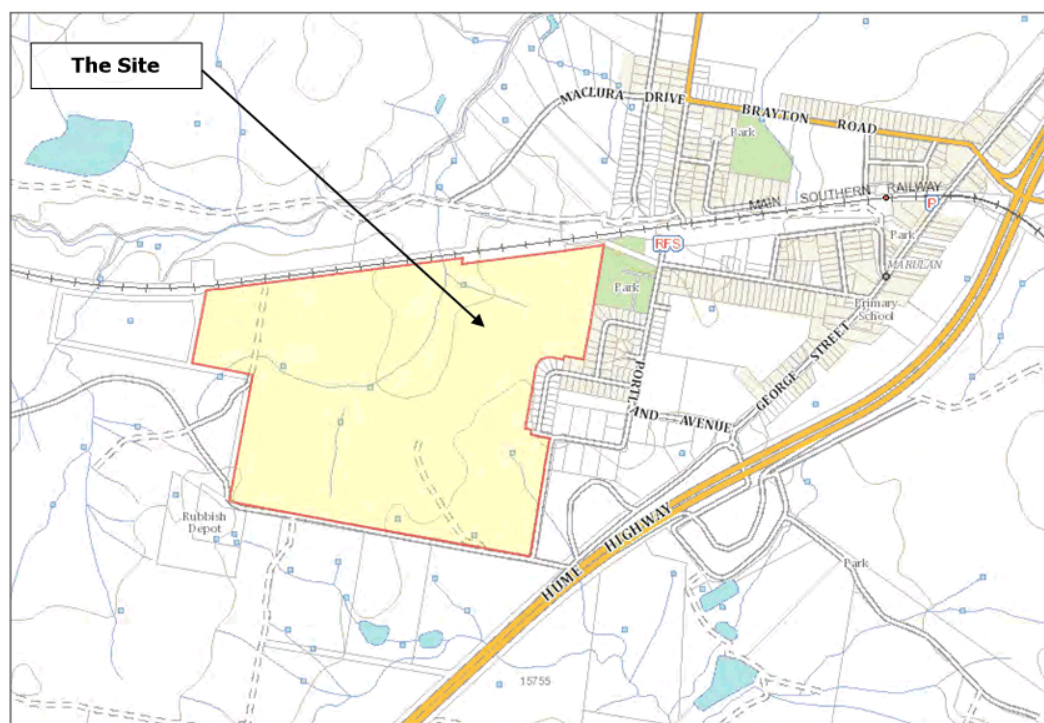 The Site
MACLURA DRIVE
BRAYTON ROAD
Park
MAIN SOUTHERN RAILWAY
P
RFS
Park
MARULAN
Park
Primary
School
GEORGE STREET
PORTLAND AVENUE
HUME HIGHWAY
Rubbish
Depot
Park
15755